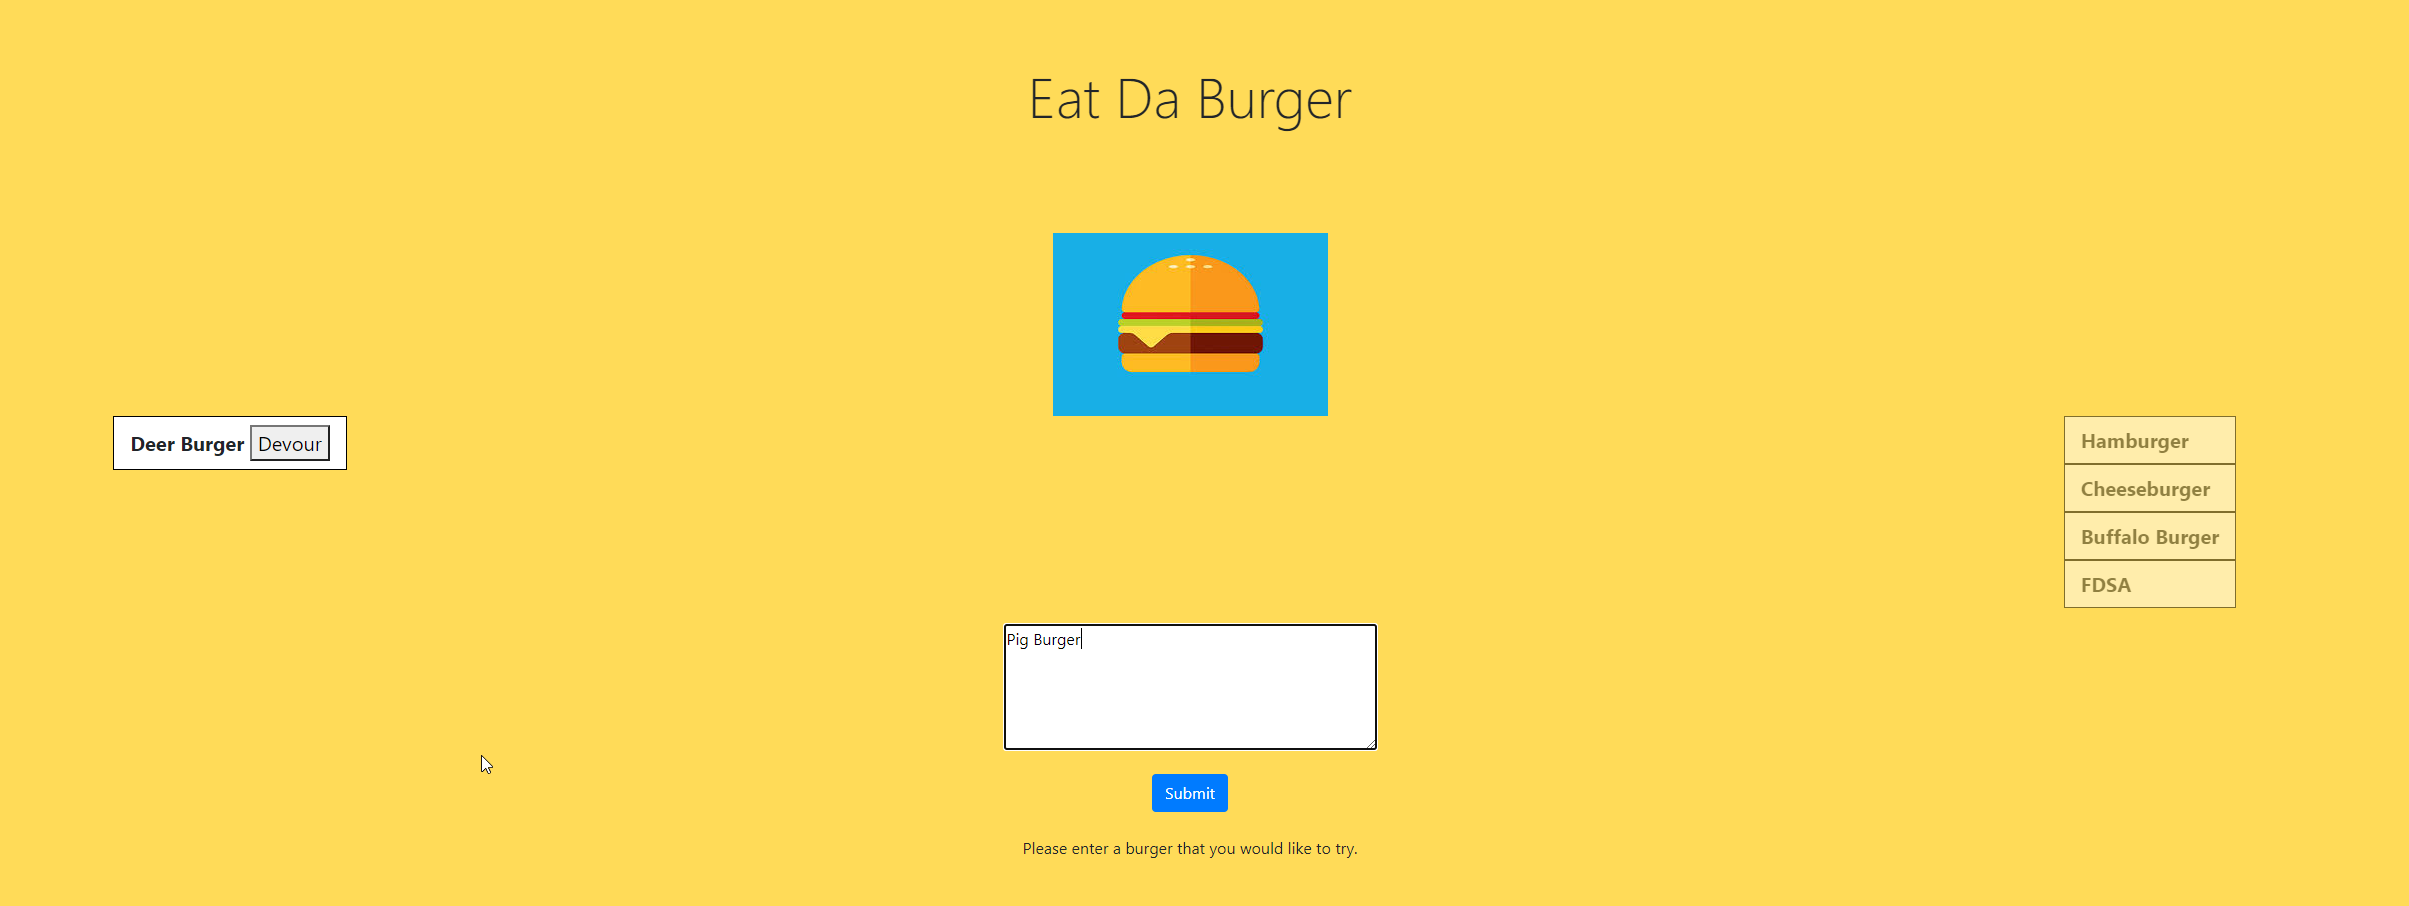 Eat Da Burger
Deer Burger Devour
Hamburger
Cheeseburger
Buffalo Burger
FDSA
Pig Burger
Submit
Please enter a burger that you would like to try.